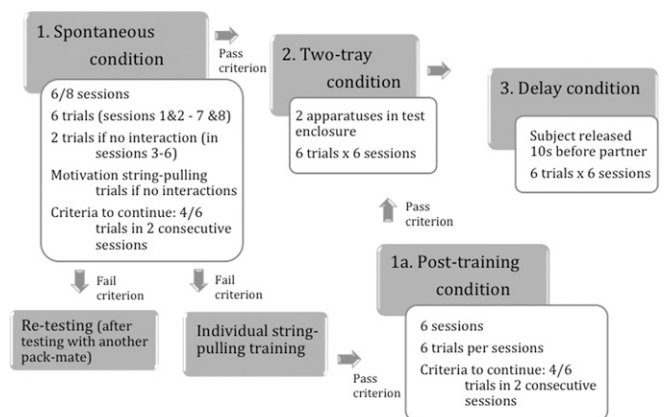 1. Spontaneous
condition
6/8 sessions
6 trials (sessions 1&2 - 7 &8)
2 trials if no interaction (in
sessions 3-6)
Motivation string-pulling
trials if no interactions
Criteria to continue: 4/6
trials in 2 consecutive
sessions
Pass
criterion
2. Two-tray
condition
2 apparatuses in test
enclosure
6 trials x 6 sessions
3. Delay condition
Subject released
10s before partner
6 trials x 6 sessions
Fail
criterion
Re-testing (after
testing with another
pack-mate)
Fail
criterion
Individual string-
pulling training
Pass
criterion
1a. Post-training
condition
6 sessions
6 trials per sessions
Criteria to continue: 4/6
trials in 2 consecutive
sessions
Pass
criterion